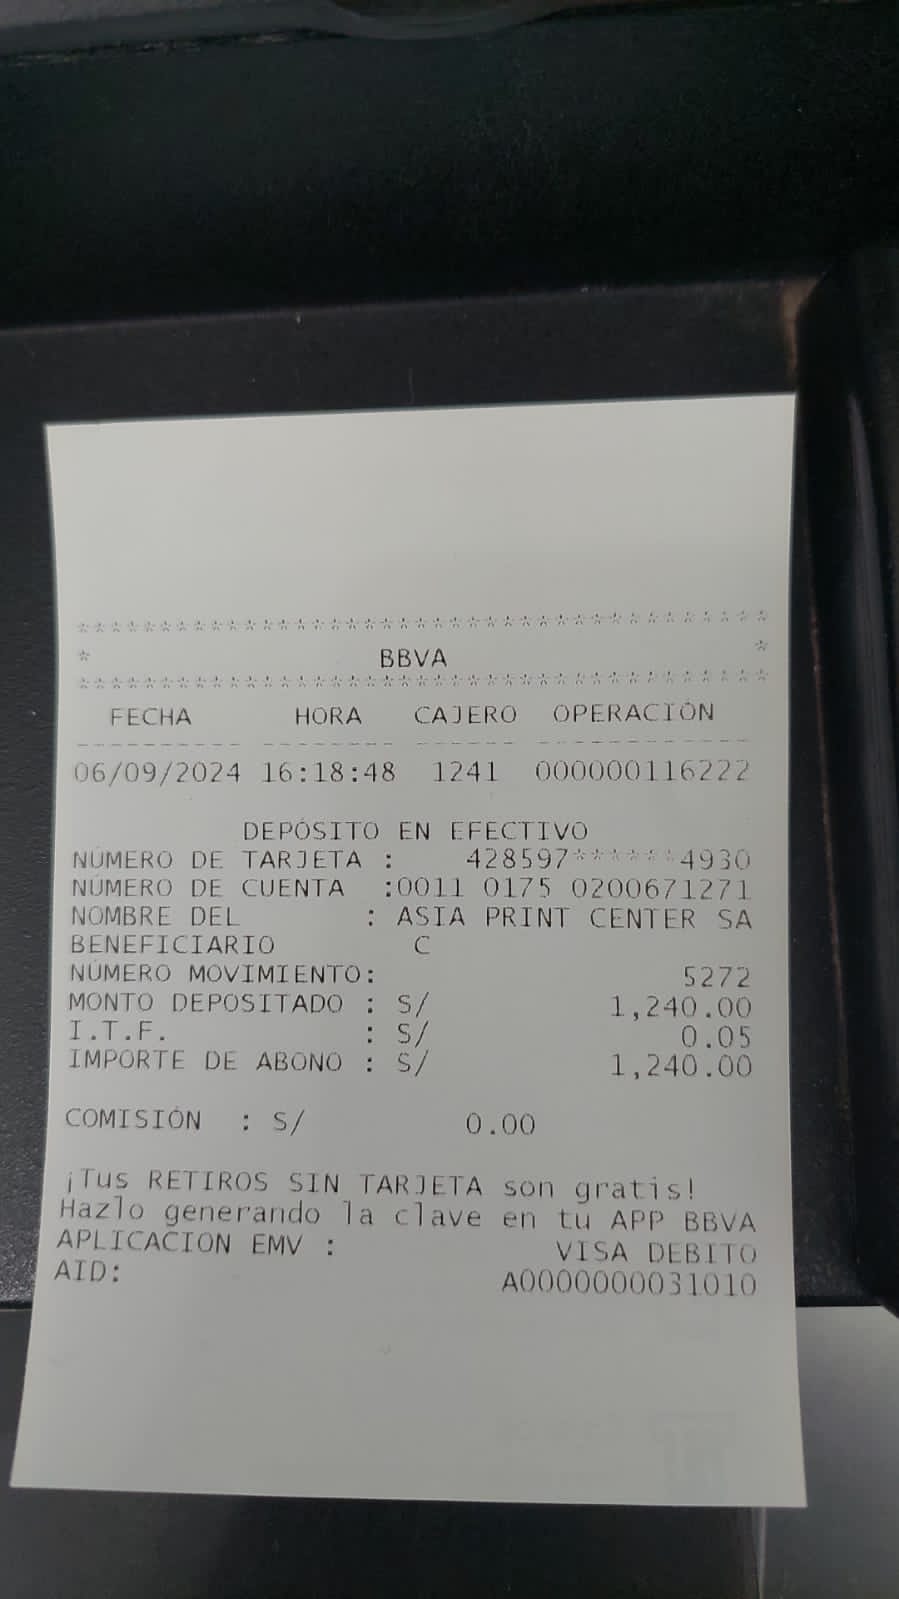 ******************************************
* BBVA *
******************************************
FECHA HORA CAJERO OPERACIÓN
---------- -------- ------ ------------
06/09/2024 16:18:48 1241 000000116222
DEPÓSITO EN EFECTIVO
NÚMERO DE TARJETA : 428597******4930
NÚMERO DE CUENTA :0011 0175 0200671271
NOMBRE DEL : ASIA PRINT CENTER SA
BENEFICIARIO C
NÚMERO MOVIMIENTO: 5272
MONTO DEPOSITADO : S/ 1,240.00
I.T.F. : S/ 0.05
IMPORTE DE ABONO : S/ 1,240.00
COMISIÓN : S/ 0.00
¡Tus RETIROS SIN TARJETA son gratis!
Hazlo generando la clave en tu APP BBVA
APLICACION EMV : VISA DEBITO
AID: A0000000031010